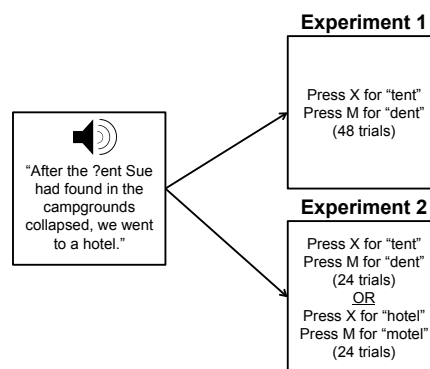 Experiment 1
Press X for “tent”
Press M for “dent”
(48 trials)
“After the ?ent Sue
had found in the
campgrounds
collapsed, we went
to a hotel.”
Experiment 2
Press X for “tent”
Press M for “dent”
(24 trials)
OR
Press X for “hotel”
Press M for “motel”
(24 trials)